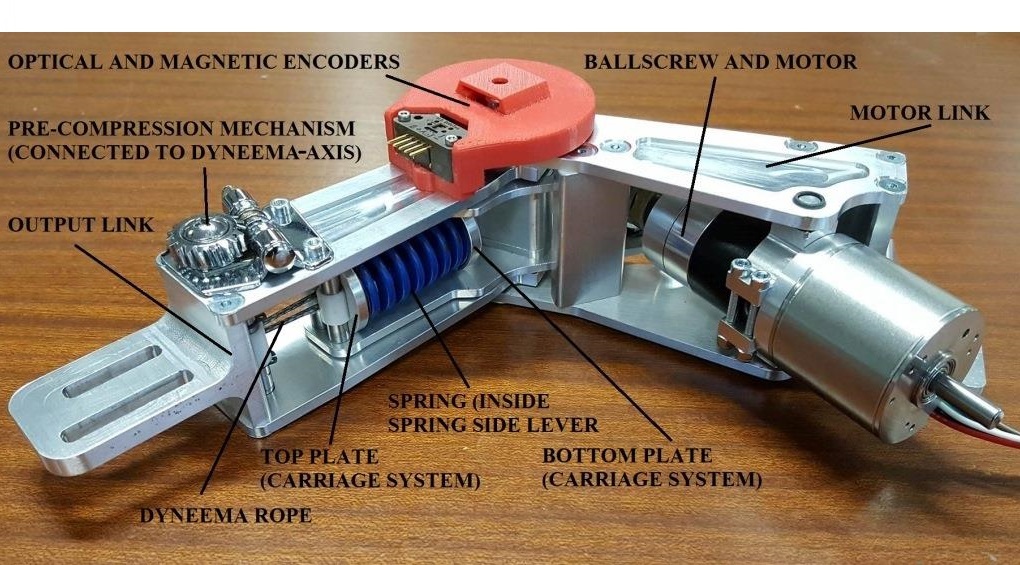 OPTICAL AND MAGNETIC ENCODERS
BALLSCREW AND MOTOR
MOTOR LINK
PRE-COMPRESSION MECHANISM
(CONNECTED TO DYNEEMA-AXIS)
OUTPUT LINK
SPRING (INSIDE
SPRING SIDE LEVER
TOP PLATE
(CARRIAGE SYSTEM)
BOTTOM PLATE
(CARRIAGE SYSTEM)
DYNEEMA ROPE